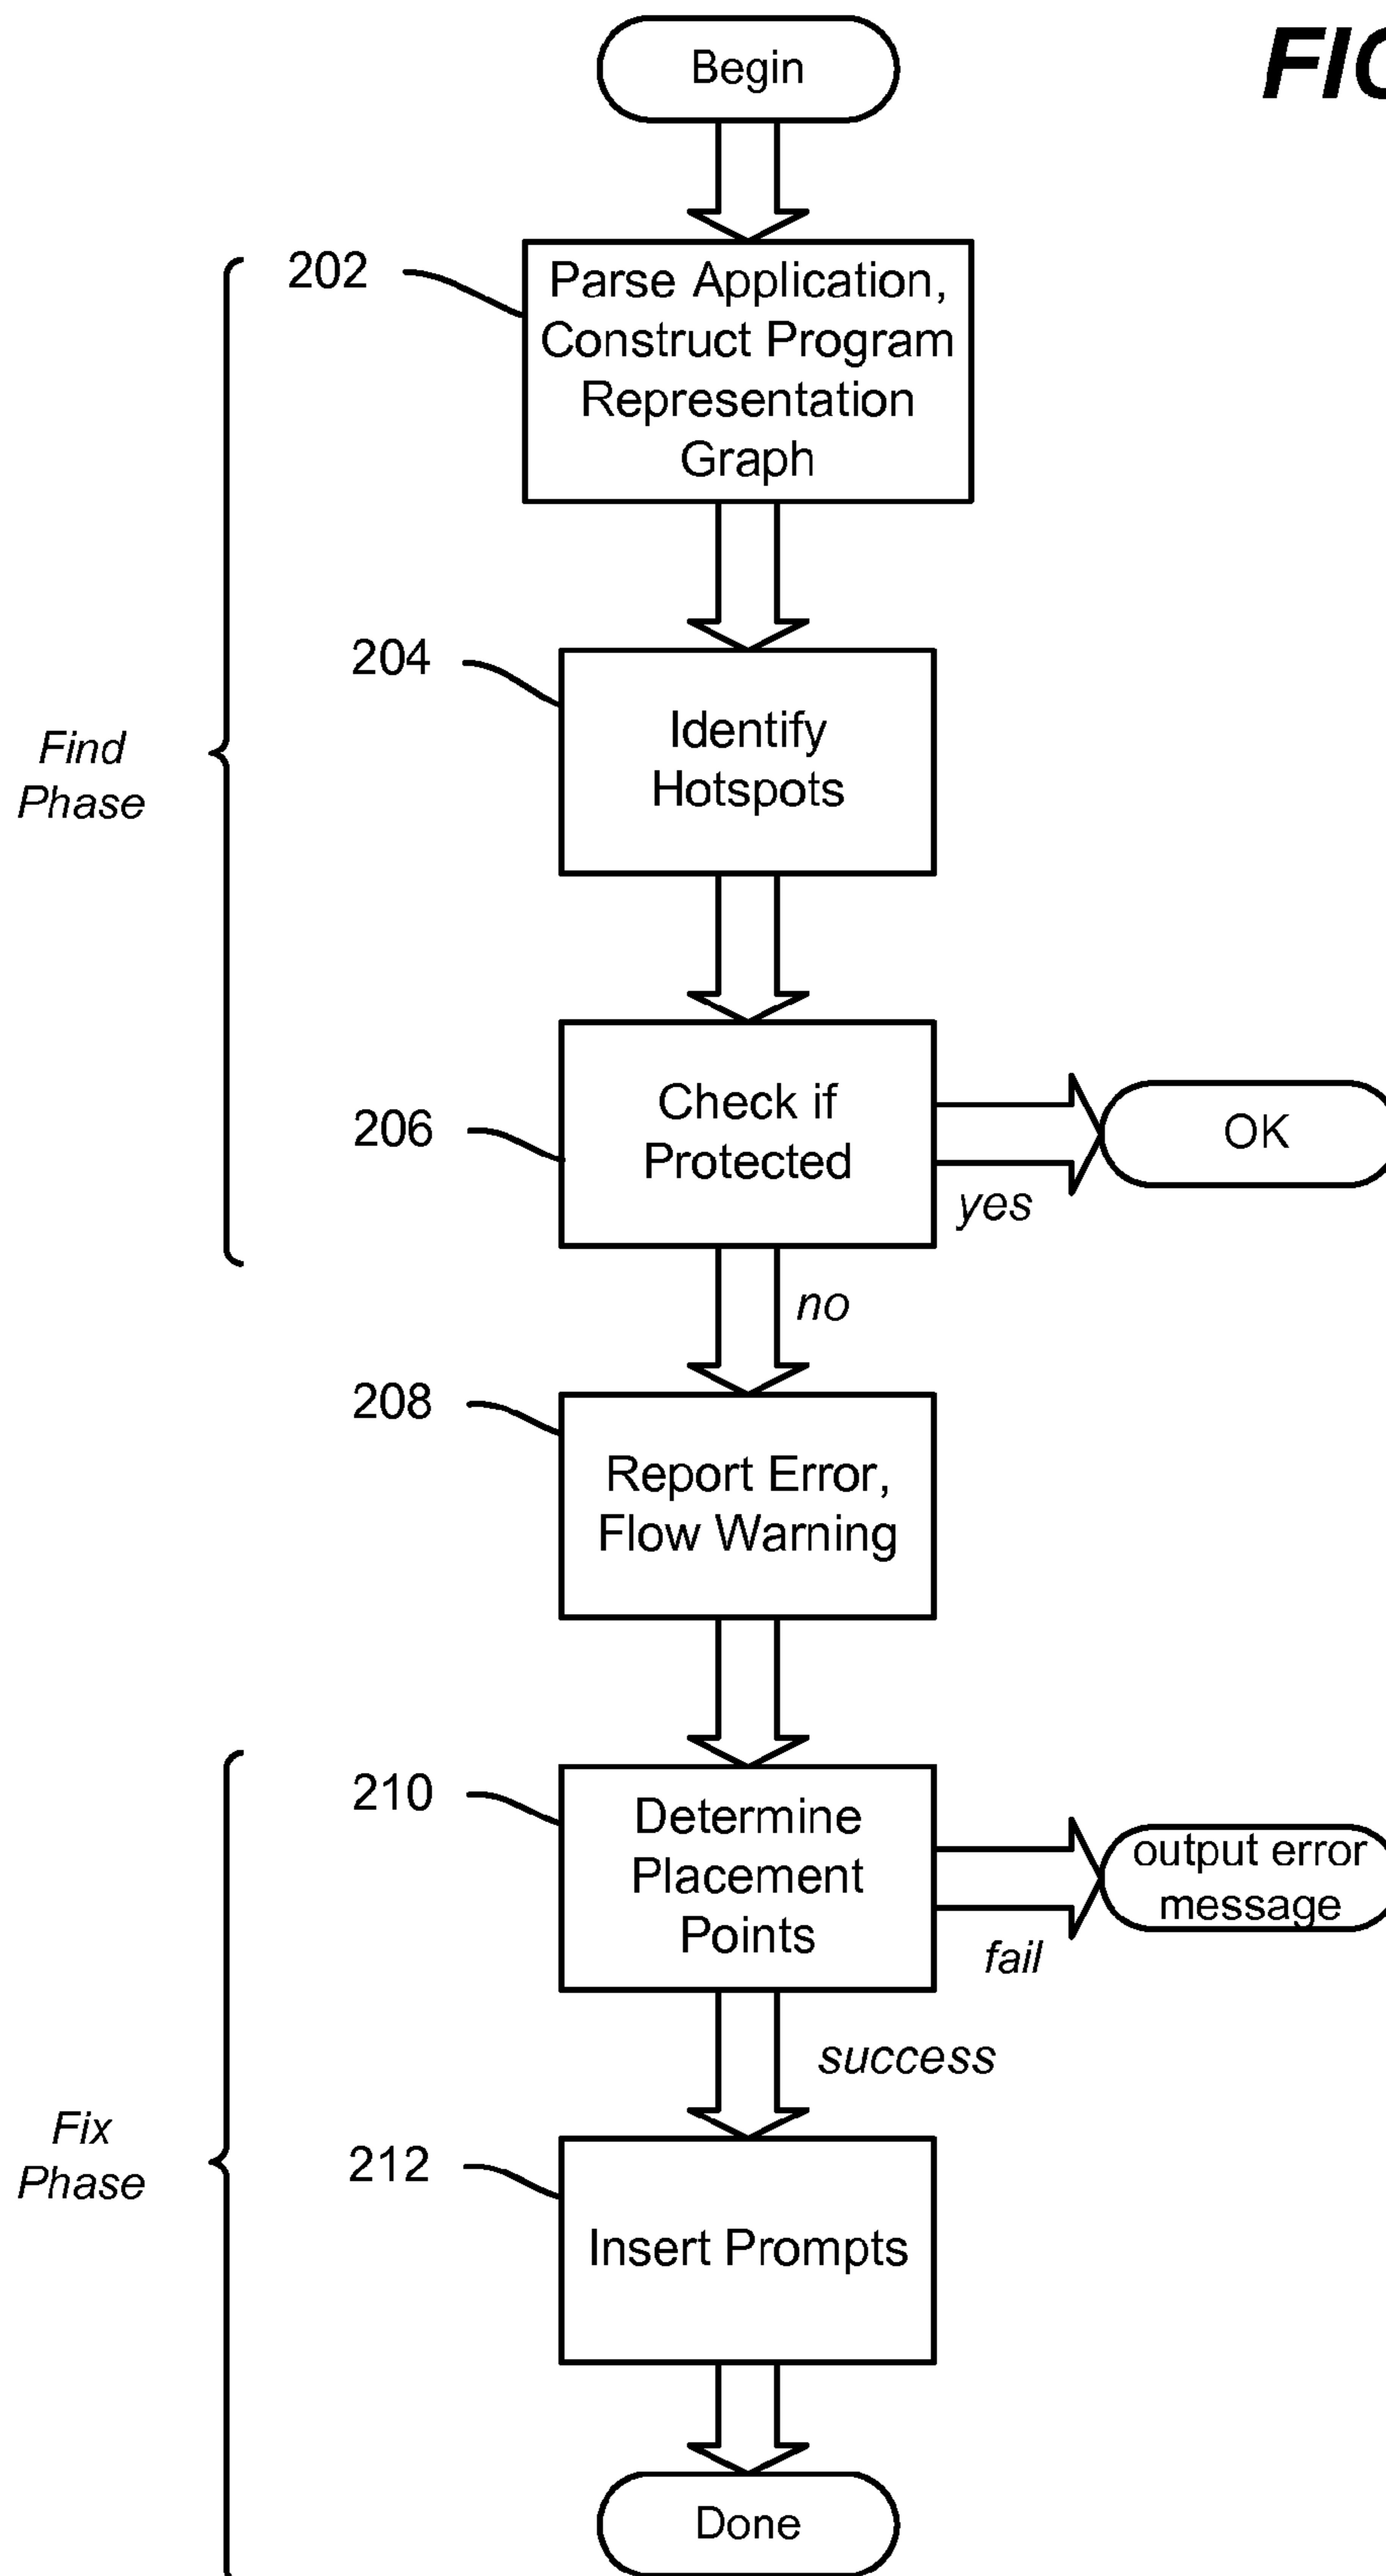 Begin
FIG
202
Parse Application,
Construct Program
Representation
Graph
204
Identify
Hotspots
Find
Phase
206
Check if
Protected
OK
yes
no
208
Report Error,
Flow Warning
210
Determine
Placement
Points
output error
message
fail
success
Fix
Phase
212
Insert Prompts
Done